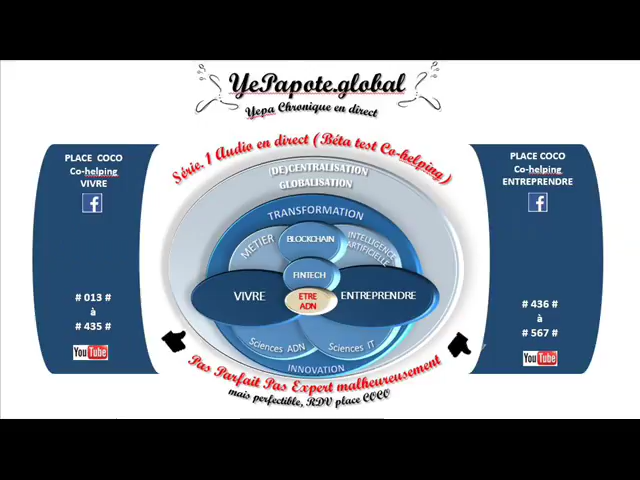 YePapote.global
Yepa Chronique en direct
Série, 1 Audio en direct (Béta test Co-helping)
PLACE COCO
Co-helping
VIVRE
# 013 #
à
# 435 #
YouTube
(DE)CENTRALISATION
GLOBALISATION
TRANSFORMATION
METIER
BLOCKCHAIN
INTELLIGENCE
ARTIFICIELLE
FINTECH
VIVRE
ETRE
ADN
ENTREPRENDRE
Sciences ADN
Sciences IT
INNOVATION
PLACE COCO
Co-helping
ENTREPRENDRE
# 436 #
à
# 567 #
YouTube
Pas Parfait Pas Expert malheureusement
mais perfectible, RDV place COCO